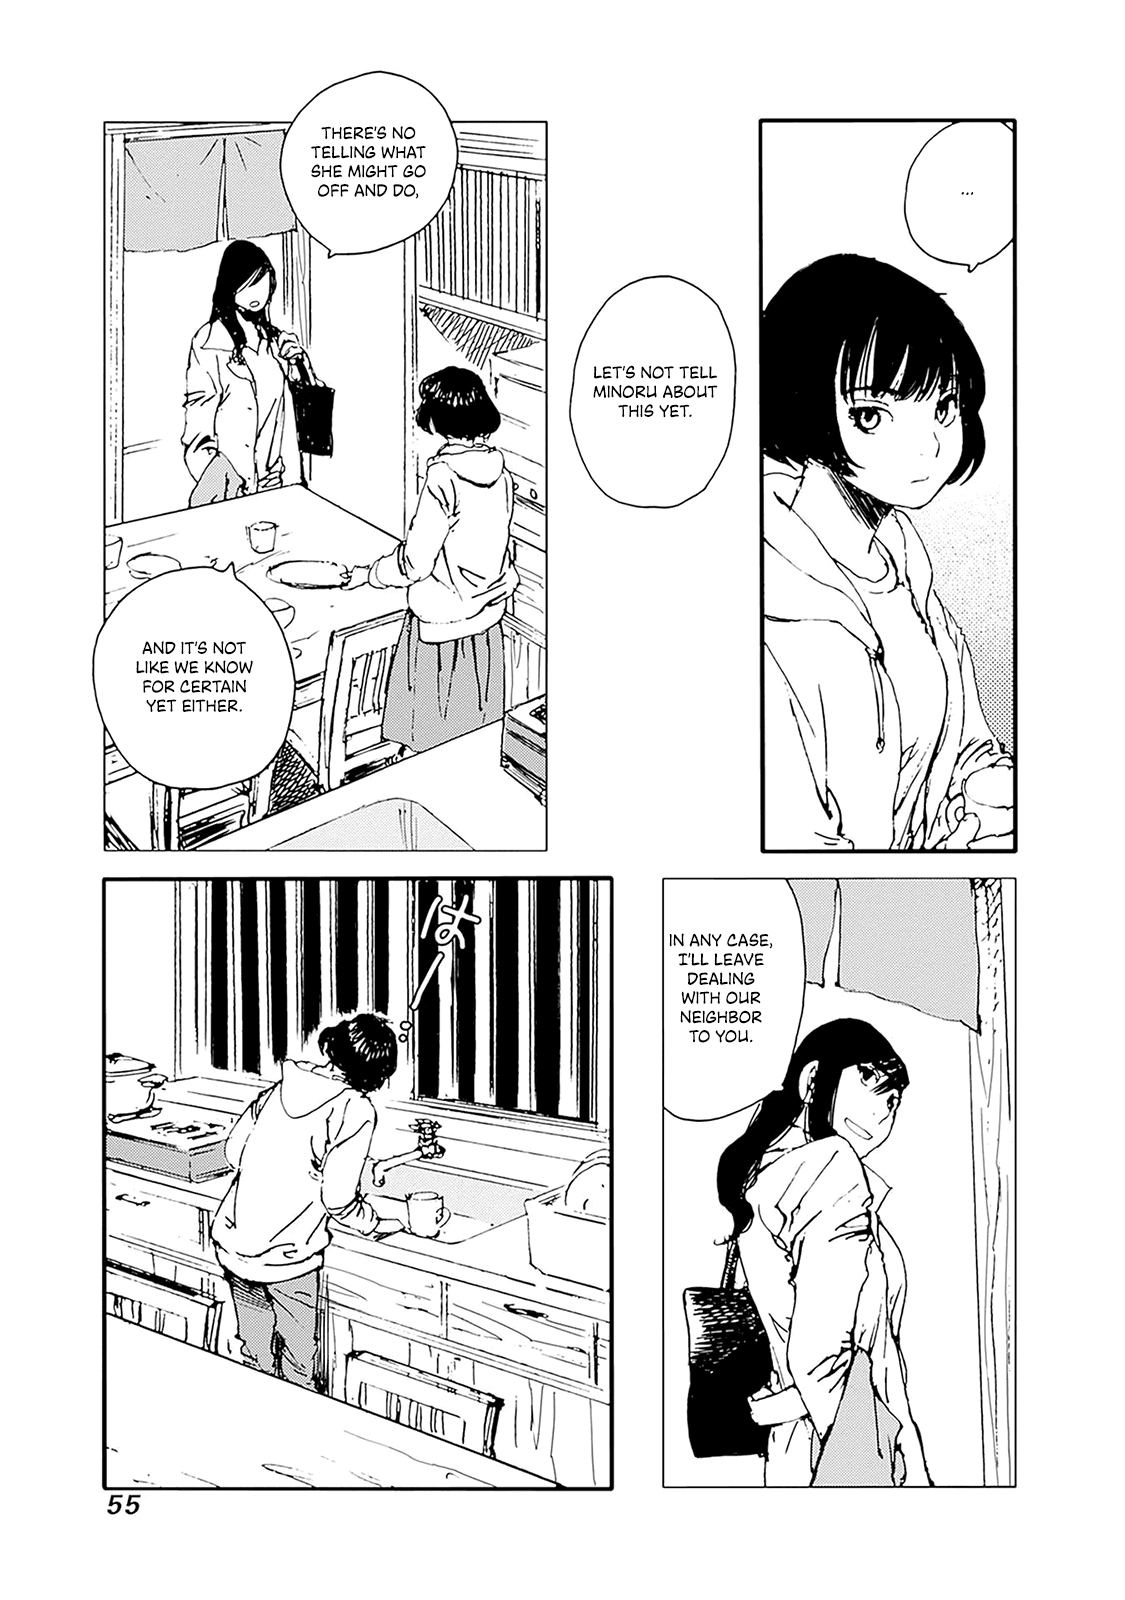 …
LET'S NOT TELL
MINORU ABOUT
THIS YET.
THERE'S NO
TELLING WHAT
SHE MIGHT GO
OFF AND DO,
AND IT'S NOT
LIKE WE KNOW
FOR CERTAIN
YET EITHER.
IN ANY CASE,
I'LL LEAVE
DEALING
WITH OUR
NEIGHBOR
TO YOU.
はー
55